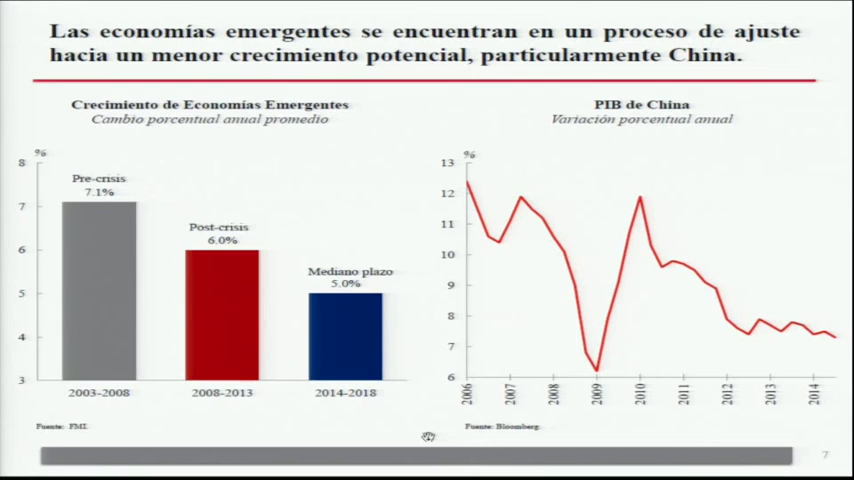 Las economías emergentes se encuentran en un proceso de ajuste
hacia un menor crecimiento potencial, particularmente China.
Crecimiento de Economías Emergentes
Cambio porcentual anual promedio
%
8
7
6
5
4
3
Pre-crisis
7.1%
Post-crisis
6.0%
Mediano plazo
5.0%
2003-2008
2008-2013
2014-2018
Fuente: FMI.
PIB de China
Variación porcentual anual
%
13
12
11
10
9
8
7
6
2006
2007
2008
2009
2010
2011
2012
2013
2014
Fuente: Bloomberg.
7